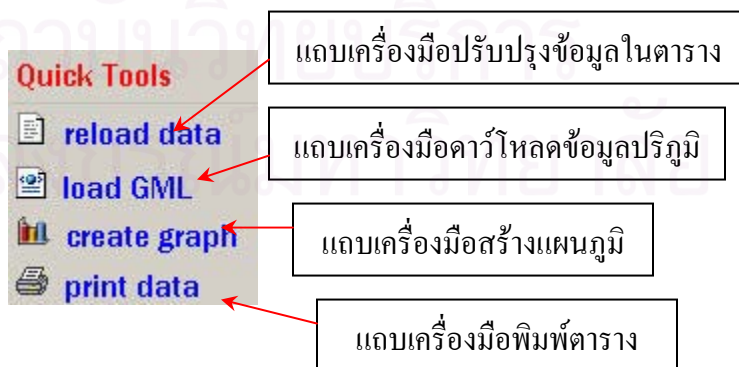 แถบเครื่องมือปรับปรุงข้อมูลในตาราง
Quick Tools
reload data
แถบเครื่องมือดาว์โหลดข้อมูลปริภูมิ
load GML
create graph
แถบเครื่องมือสร้างแผนภูมิ
print data
แถบเครื่องมือพิมพ์ตาราง